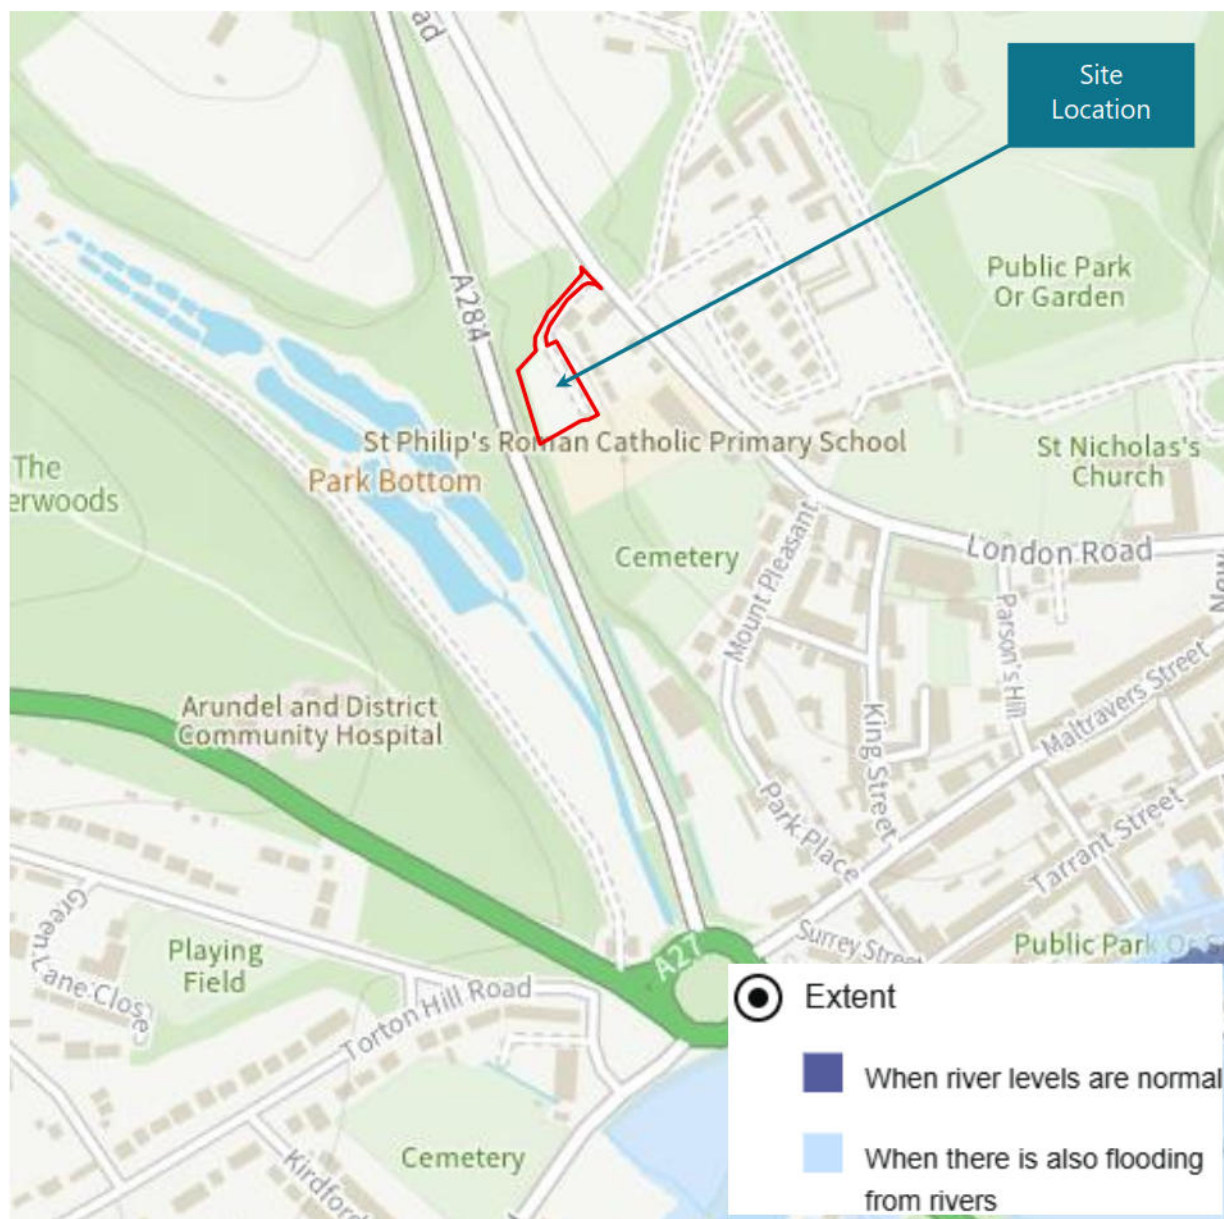 ad
Site
Location
Public Park
Or Garden
A284
St Philip's Roman Catholic Primary School
St Nicholas's
Church
The
erwoods
Park Bottom
Cemetery
London Road
Mount Pleasant
Parson's Hill
Maltravers Street
King Street
Arundel and District
Community Hospital
Park Place
Tarrant Street
Green Lane Close
Playing
Field
Surrey Street
Public Park Or
A27
Torton Hill Road
Extent
When river levels are normal
When there is also flooding
from rivers
Cemetery
Kirdford